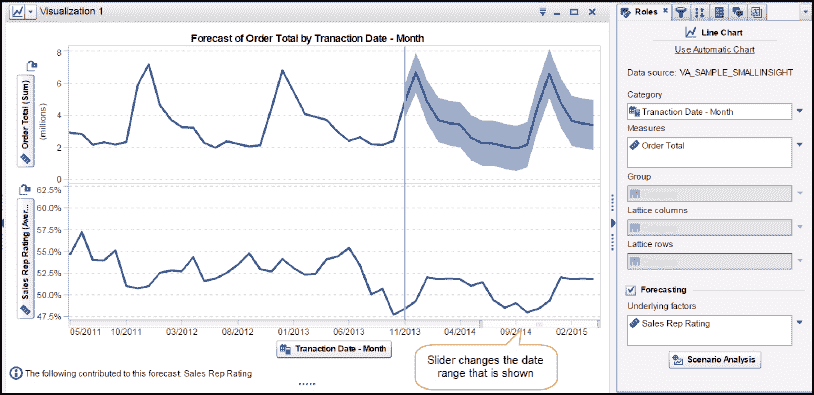 Visualization 1
Forecast of Order Total by Tranaction Date - Month
Order Total (Sum)
(millions)
8
6
4
2
0
Sales Rep Rating (Aver...
62.5%
60.0%
57.5%
55.0%
52.5%
50.0%
47.5%
05/2011 10/2011 03/2012 08/2012 01/2013 06/2013 11/2013 04/2014 09/2014 02/2015
Tranaction Date - Month
Slider changes the date
range that is shown
The following contributed to this forecast: Sales Rep Rating
Roles
Line Chart
Use Automatic Chart
Data source: VA_SAMPLE_SMALLINSIGHT
Category
Tranaction Date - Month
Measures
Order Total
Group
Lattice columns
Lattice rows
Forecasting
Underlying factors
Sales Rep Rating
Scenario Analysis